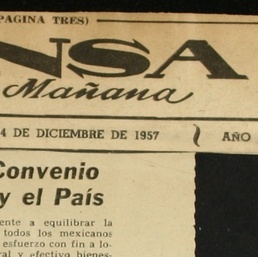 PAGINA TRES)
NSA
Mañana
4 DE DICIEMBRE DE 1957 AÑO
Convenio
y el País
ente a equilibrar la
todos los mexicanos
esfuerzo con fin a lo-
ral y efectivo bienes-